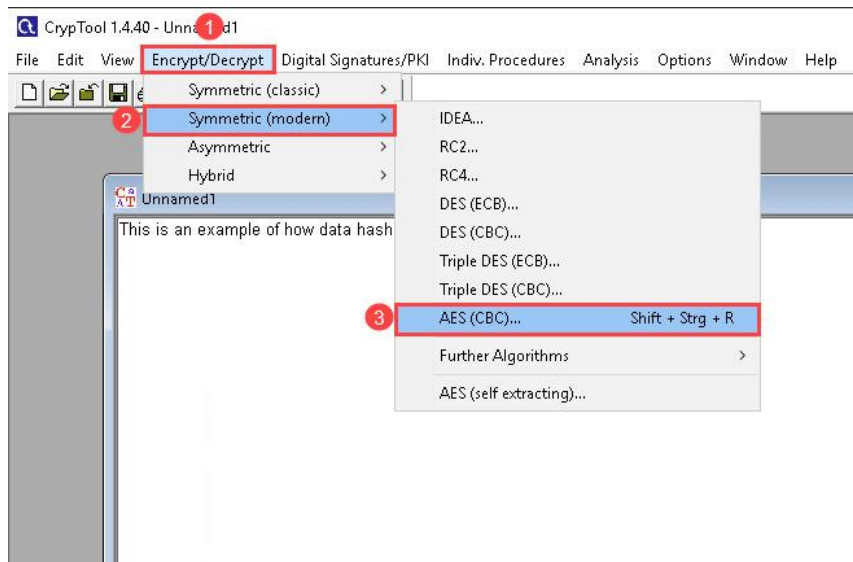 CrypTool 1.4.40 - Unnamed1
1
File Edit View Encrypt/Decrypt Digital Signatures/PKI Indiv. Procedures Analysis Options Window Help
Symmetric (classic) >
2 Symmetric (modern) >
Asymmetric >
Hybrid >
IDEA...
RC2...
RC4...
DES (ECB)...
DES (CBC)...
Triple DES (ECB)...
Triple DES (CBC)...
3 AES (CBC)... Shift + Strg + R
Further Algorithms >
AES (self extracting)...
Unnamed1
This is an example of how data hash